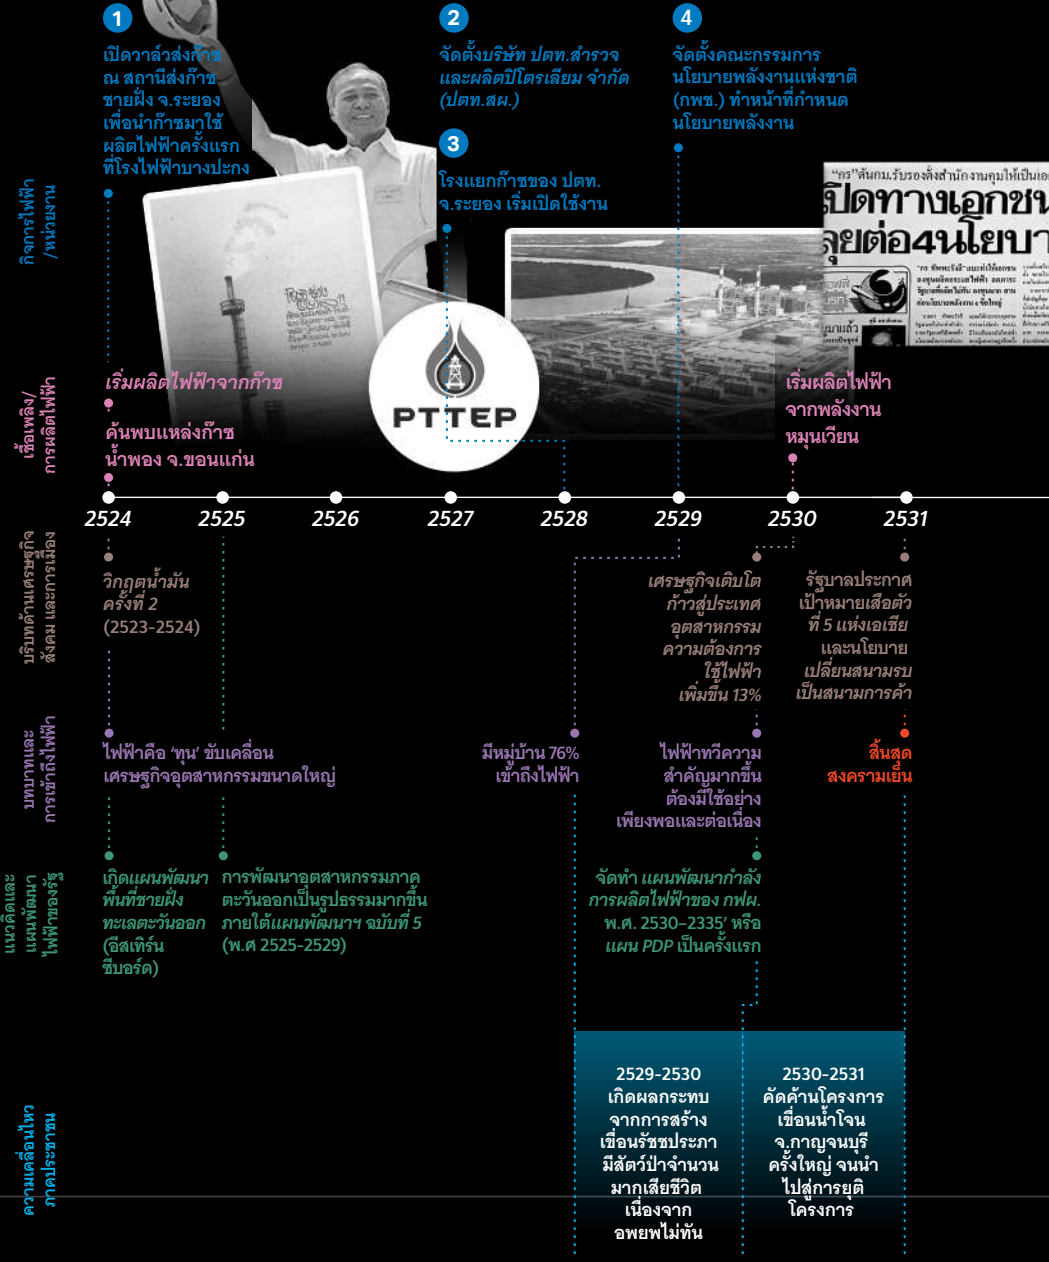 1
เปิดวาล์วส่งก๊าซ
ณ สถานีส่งก๊าซ
ชายฝั่ง จ.ระยอง
เพื่อนำก๊าซมาใช้
ผลิตไฟฟ้าครั้งแรก
ที่โรงไฟฟ้าบางปะกง
2
จัดตั้งบริษัท ปตท.สำรวจ
และผลิตปิโตรเลียม จำกัด
(ปตท.สผ.)
3
โรงแยกก๊าซของ ปตท.
จ.ระยอง เริ่มเปิดใช้งาน
4
จัดตั้งคณะกรรมการ
นโยบายพลังงานแห่งชาติ
(กพช.) ทำหน้าที่กำหนด
นโยบายพลังงาน
"กร" ดันกม.รับรองตั้งสำนักงานคุมให้เป็นเอ
เปิดทางเอกชน
ลุยต่อ4นโยบา
กิจการไฟฟ้า
/หน่วยงาน
PTTEP
เชื้อเพลิง/
การผลิตไฟฟ้า
เริ่มผลิตไฟฟ้าจากก๊าซ
ค้นพบแหล่งก๊าซ
น้ำพอง จ.ขอนแก่น
เริ่มผลิตไฟฟ้า
จากพลังงาน
หมุนเวียน
2524 2525 2526 2527 2528 2529 2530 2531
บริบทด้านเศรษฐกิจ
สังคม และการเมือง
วิกฤตน้ำมัน
ครั้งที่ 2
(2523-2524)
เศรษฐกิจเติบโต
ก้าวสู่ประเทศ
อุตสาหกรรม
ความต้องการ
ใช้ไฟฟ้า
เพิ่มขึ้น 13%
รัฐบาลประกาศ
เป้าหมายเสือตัว
ที่ 5 แห่งเอเชีย
และนโยบาย
เปลี่ยนสนามรบ
เป็นสนามการค้า
บทบาทและ
การเข้าถึงไฟฟ้า
ไฟฟ้าคือ ‘ทุน’ ขับเคลื่อน
เศรษฐกิจอุตสาหกรรมขนาดใหญ่
มีหมู่บ้าน 76%
เข้าถึงไฟฟ้า
ไฟฟ้าทวีความ
สำคัญมากขึ้น
ต้องมีใช้อย่าง
เพียงพอและต่อเนื่อง
สิ้นสุด
สงครามเย็น
แนวคิดและ
แผนพัฒนา
ไฟฟ้าของรัฐ
เกิดแผนพัฒนา
พื้นที่ชายฝั่ง
ทะเลตะวันออก
(อีสเทิร์น
ซีบอร์ด)
การพัฒนาอุตสาหกรรมภาค
ตะวันออกเป็นรูปธรรมมากขึ้น
ภายใต้แผนพัฒนาฯ ฉบับที่ 5
(พ.ศ 2525-2529)
จัดทำ แผนพัฒนากำลัง
การผลิตไฟฟ้าของ กฟผ.
พ.ศ. 2530–2335’ หรือ
แผน PDP เป็นครั้งแรก
ความเคลื่อนไหว
ภาคประชาชน
2529-2530
เกิดผลกระทบ
จากการสร้าง
เขื่อนรัชชประภา
มีสัตว์ป่าจำนวน
มากเสียชีวิต
เนื่องจาก
อพยพไม่ทัน
2530-2531
คัดค้านโครงการ
เขื่อนน้ำโจน
จ.กาญจนบุรี
ครั้งใหญ่ จนนำ
ไปสู่การยุติ
โครงการ